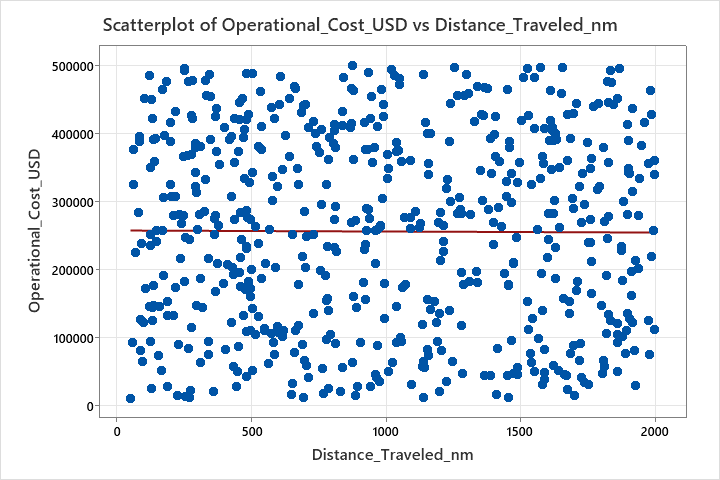 Scatterplot of Operational_Cost_USD vs Distance_Traveled_nm
500000
400000
300000
200000
100000
0
Operational_Cost_USD
0 500 1000 1500 2000
Distance_Traveled_nm